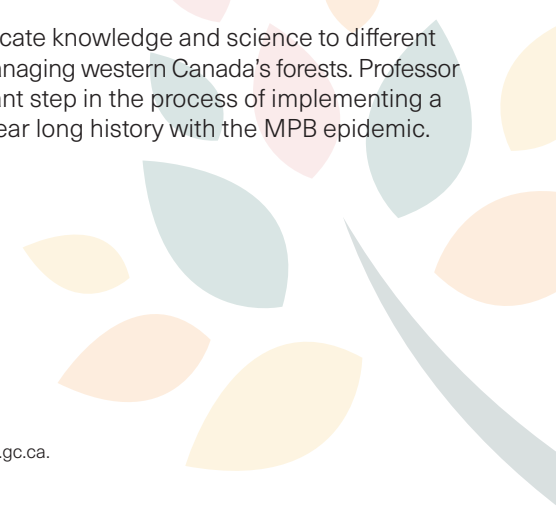 cate knowledge and science to different
anaging western Canada's forests. Professor
ant step in the process of implementing a
ear long history with the MPB epidemic.
.gc.ca.